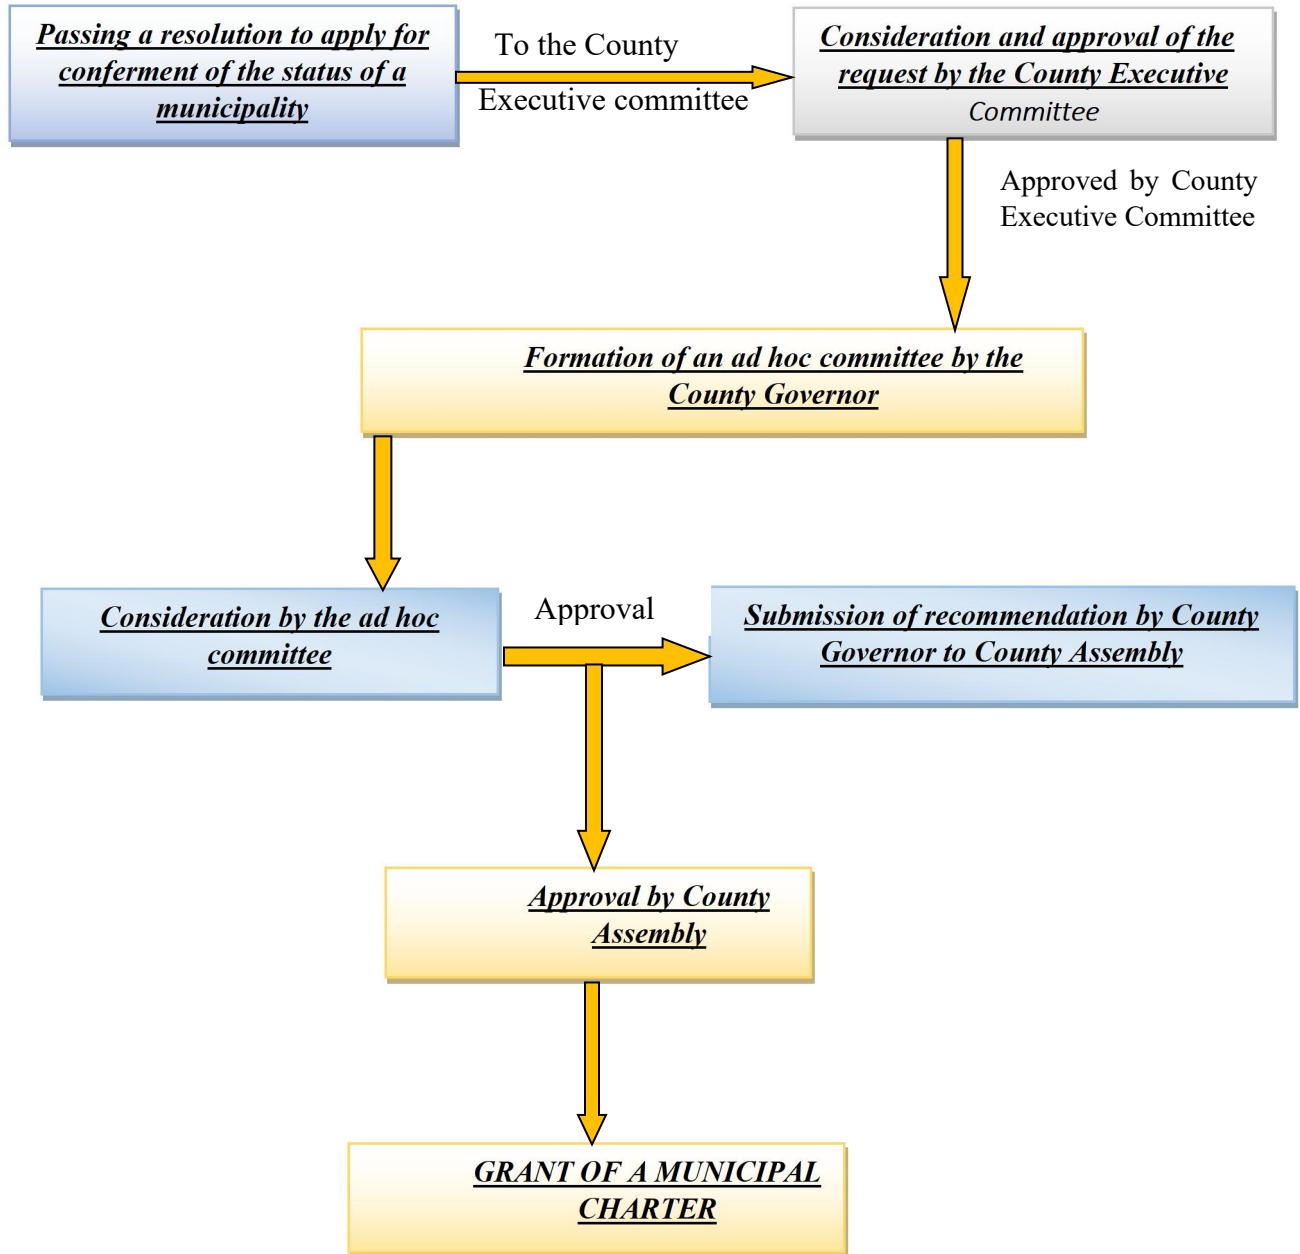 Passing a resolution to apply for
conferment of the status of a
municipality
To the County
Executive committee
Consideration and approval of the
request by the County Executive
Committee
Approved by County
Executive Committee
Formation of an ad hoc committee by the
County Governor
Consideration by the ad hoc
committee
Approval
Submission of recommendation by County
Governor to County Assembly
Approval by County
Assembly
GRANT OF A MUNICIPAL
CHARTER